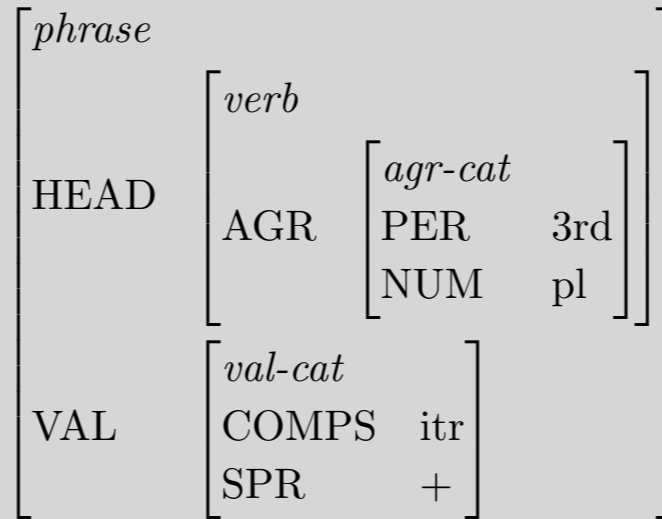 phrase
verb
agr-cat
HEAD
AGR
PER 3rd
NUM pl
val-cat
VAL
COMPS itr
SPR +